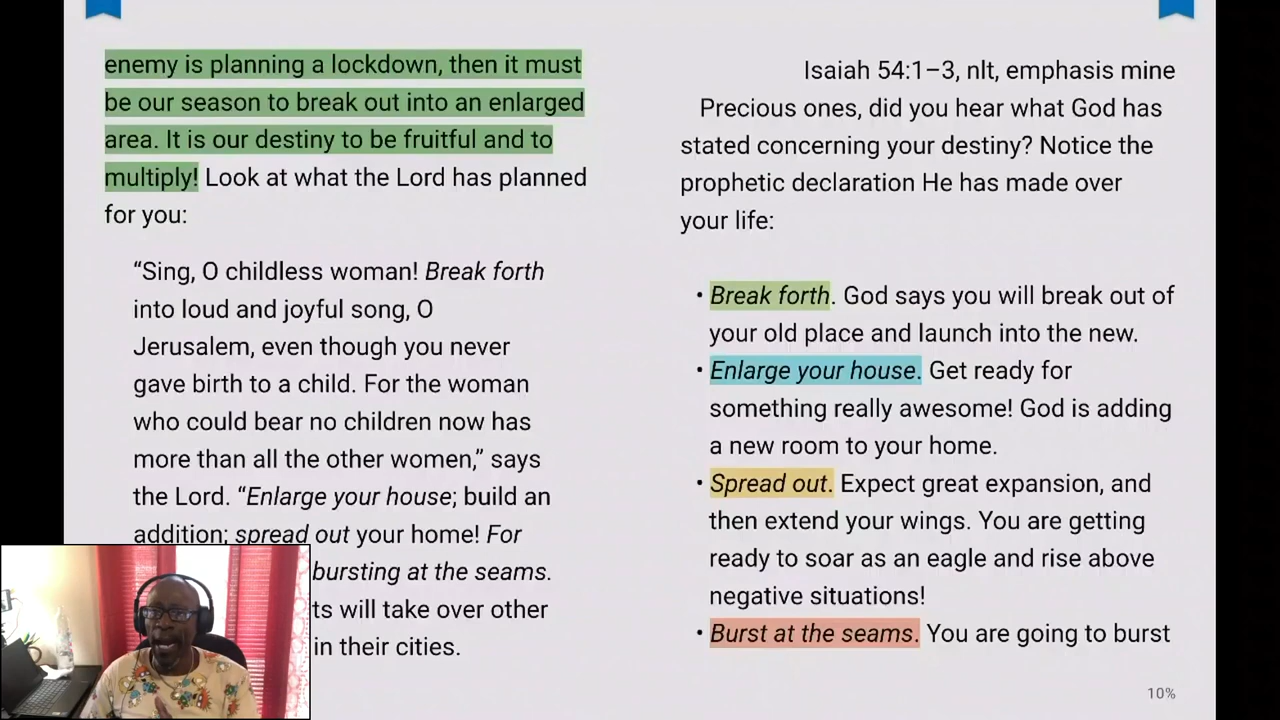 enemy is planning a lockdown, then it must
be our season to break out into an enlarged
area. It is our destiny to be fruitful and to
multiply! Look at what the Lord has planned
for you:
“Sing, O childless woman! Break forth
into loud and joyful song, O
Jerusalem, even though you never
gave birth to a child. For the woman
who could bear no children now has
more than all the other women,” says
the Lord. “Enlarge your house; build an
addition; spread out your home! For
bursting at the seams.
ts will take over other
in their cities.
Isaiah 54:1–3, nlt, emphasis mine
Precious ones, did you hear what God has
stated concerning your destiny? Notice the
prophetic declaration He has made over
your life:
• Break forth. God says you will break out of
your old place and launch into the new.
• Enlarge your house. Get ready for
something really awesome! God is adding
a new room to your home.
• Spread out. Expect great expansion, and
then extend your wings. You are getting
ready to soar as an eagle and rise above
negative situations!
• Burst at the seams. You are going to burst
10%